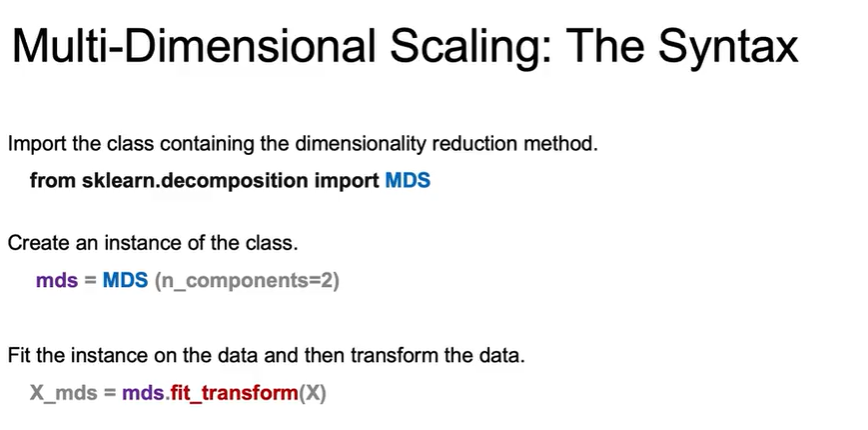 Multi-Dimensional Scaling: The Syntax
Import the class containing the dimensionality reduction method.
from sklearn.decomposition import MDS
Create an instance of the class.
mds = MDS (n_components=2)
Fit the instance on the data and then transform the data.
X_mds = mds.fit_transform(X)